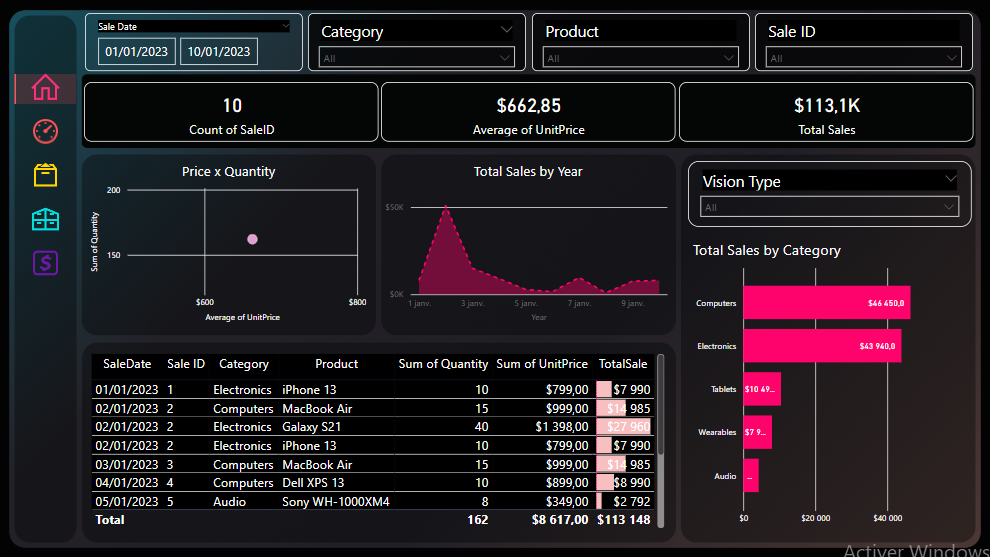 Sale Date
01/01/2023 10/01/2023
Category
All
Product
All
Sale ID
All
10
Count of SaleID
$662,85
Average of UnitPrice
$113,1K
Total Sales
Price x Quantity
200
150
Sum of Quantity
$600 $800
Average of UnitPrice
Total Sales by Year
$50K
$0K
1 janv. 3 janv. 5 janv. 7 janv. 9 janv.
Year
Vision Type
All
Total Sales by Category
Computers $46 450,0
Electronics $43 940,0
Tablets $10 49...
Wearables $7 9...
Audio ...
$0 $20 000 $40 000
SaleDate Sale ID Category Product Sum of Quantity Sum of UnitPrice TotalSale
01/01/2023 1 Electronics iPhone 13 10 $799,00 $7 990
02/01/2023 2 Computers MacBook Air 15 $999,00 $14 985
02/01/2023 2 Electronics Galaxy S21 40 $1 398,00 $27 960
02/01/2023 2 Electronics iPhone 13 10 $799,00 $7 990
03/01/2023 3 Computers MacBook Air 15 $999,00 $14 985
04/01/2023 4 Computers Dell XPS 13 10 $899,00 $8 990
05/01/2023 5 Audio Sony WH-1000XM4 8 $349,00 $2 792
Total 162 $8 617,00 $113 148
Activer Windows